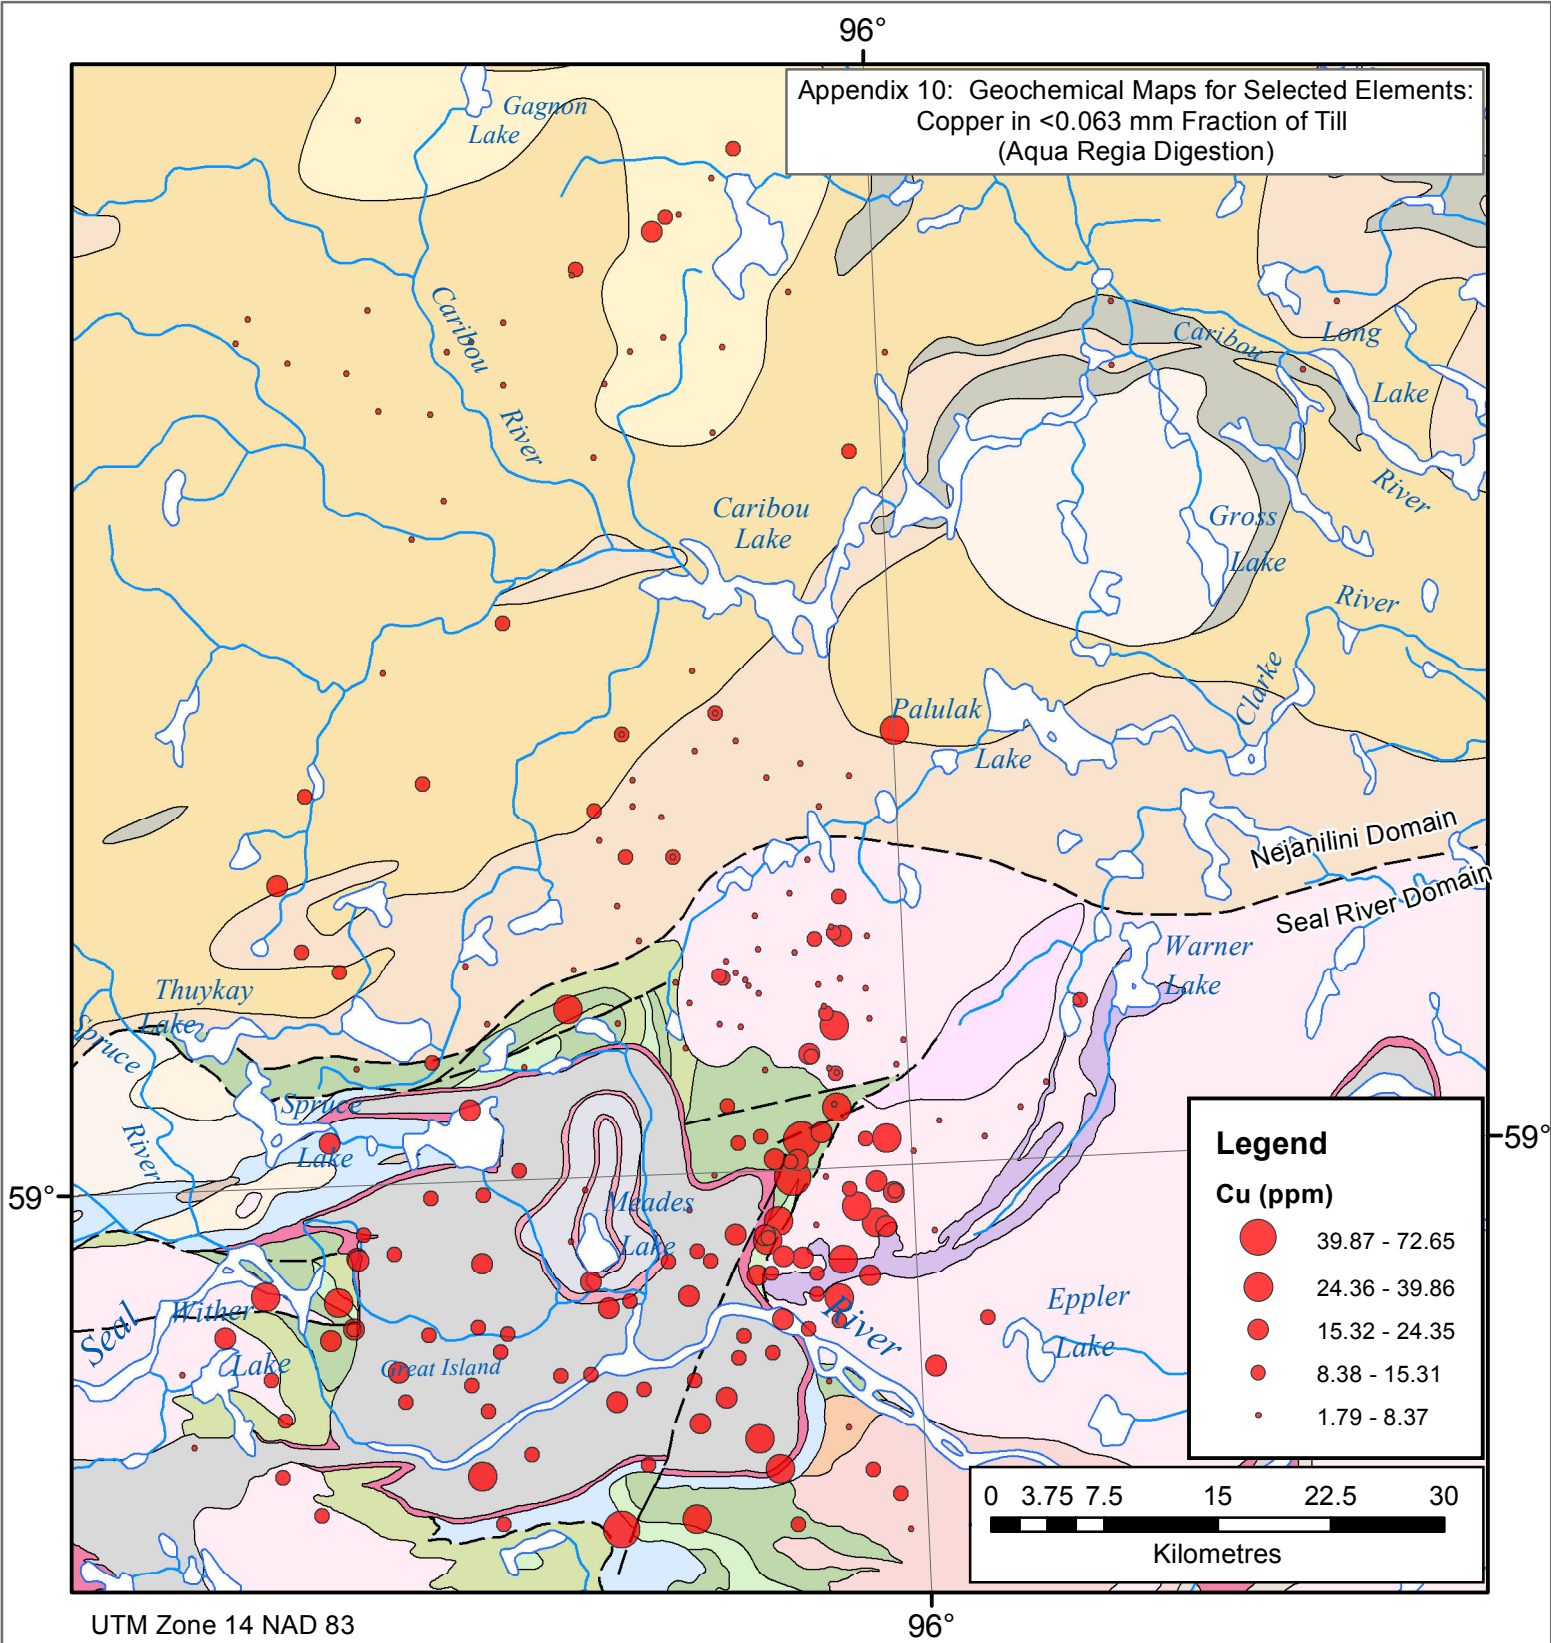 96°
Appendix 10: Geochemical Maps for Selected Elements:
Copper in <0.063 mm Fraction of Till
(Aqua Regia Digestion)
Gagnon
Lake
Caribou
River
Caribou
Long
Lake
River
Caribou
Lake
Gross
Lake
River
Clarke
Palulak
Lake
Nejanilini Domain
Seal River Domain
Warner
Lake
Thuykay
Lake
Spruce
River
Spruce
Lake
59°
59°
Meades
Lake
Seal
Wither
Lake
Great Island
River
Eppler
Lake
Legend
Cu (ppm)
39.87 - 72.65
24.36 - 39.86
15.32 - 24.35
8.38 - 15.31
1.79 - 8.37
0 3.75 7.5 15 22.5 30
Kilometres
UTM Zone 14 NAD 83
96°